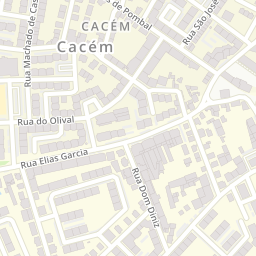 de Pombal
CACÉM
Cacém
Rua São José
Rua Machado de Cas
Rua do Olival
Rua Elias Garcia
Rua Dom Diniz